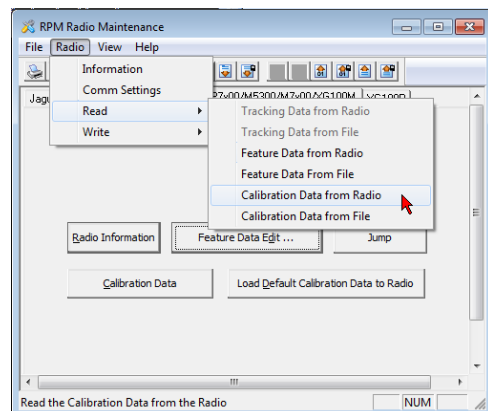 RPM Radio Maintenance
File Radio View Help
Information
Comm Settings
Read
Write
Tracking Data from Radio
Tracking Data from File
Feature Data from Radio
Feature Data From File
Calibration Data from Radio
Calibration Data from File
Radio Information
Feature Data Edit ...
Jump
Calibration Data
Load Default Calibration Data to Radio
Read the Calibration Data from the Radio
NUM